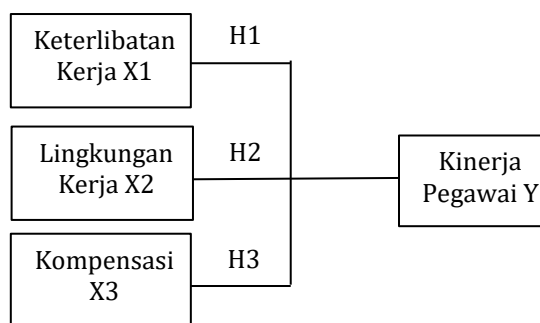 Keterlibatan
Kerja X1
H1
Lingkungan
Kerja X2
H2
Kinerja
Pegawai Y
Kompensasi
X3
H3